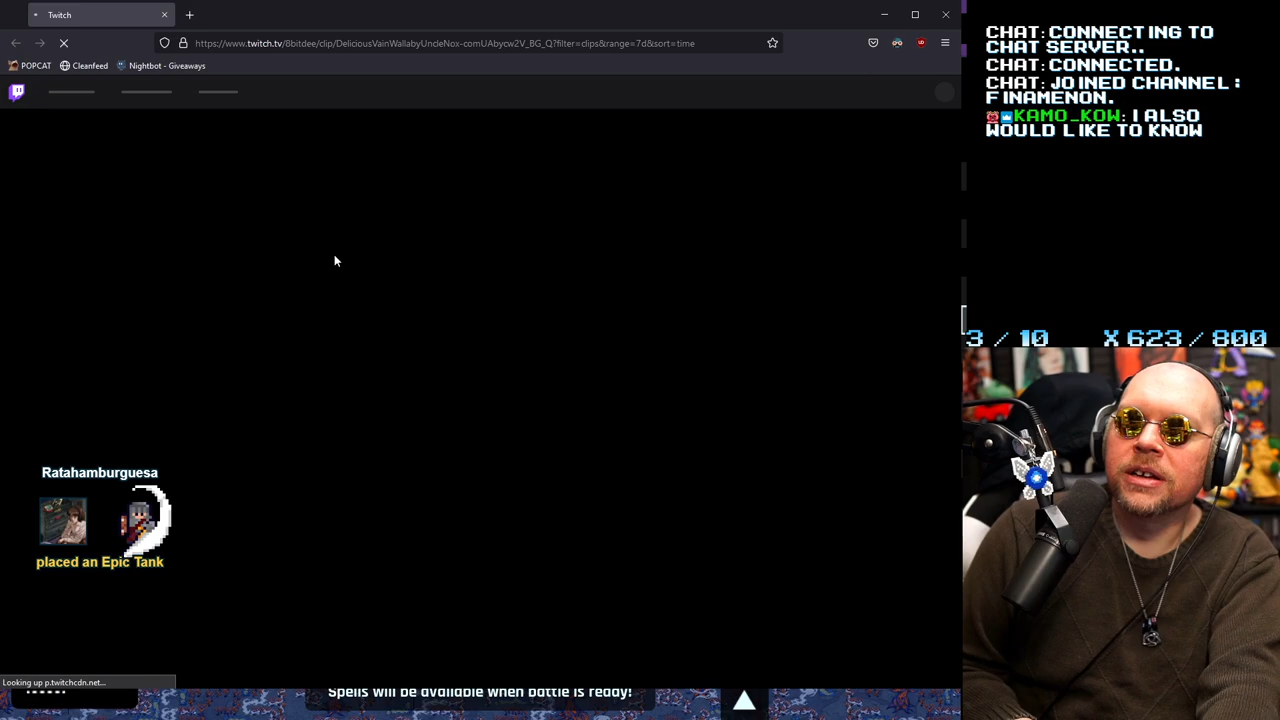 Twitch
https://www.twitch.tv/8bitdee/clip/DeliciousVainWallabyUncleNox-comUAbycw2V_BG_Q?filter=clips&range=7d&sort=time
POPCAT
Cleanfeed
Nightbot - Giveaways
CHAT: CONNECTING TO
CHAT SERVER..
CHAT: CONNECTED.
CHAT: JOINED CHANNEL:
FINAMENON.
KAMO_KOW: I ALSO
WOULD LIKE TO KNOW
3 / 10 X 623 / 800
Ratahamburguesa
placed an Epic Tank
Looking up p.twitchcdn.net...
Spells will be available when battle is ready!